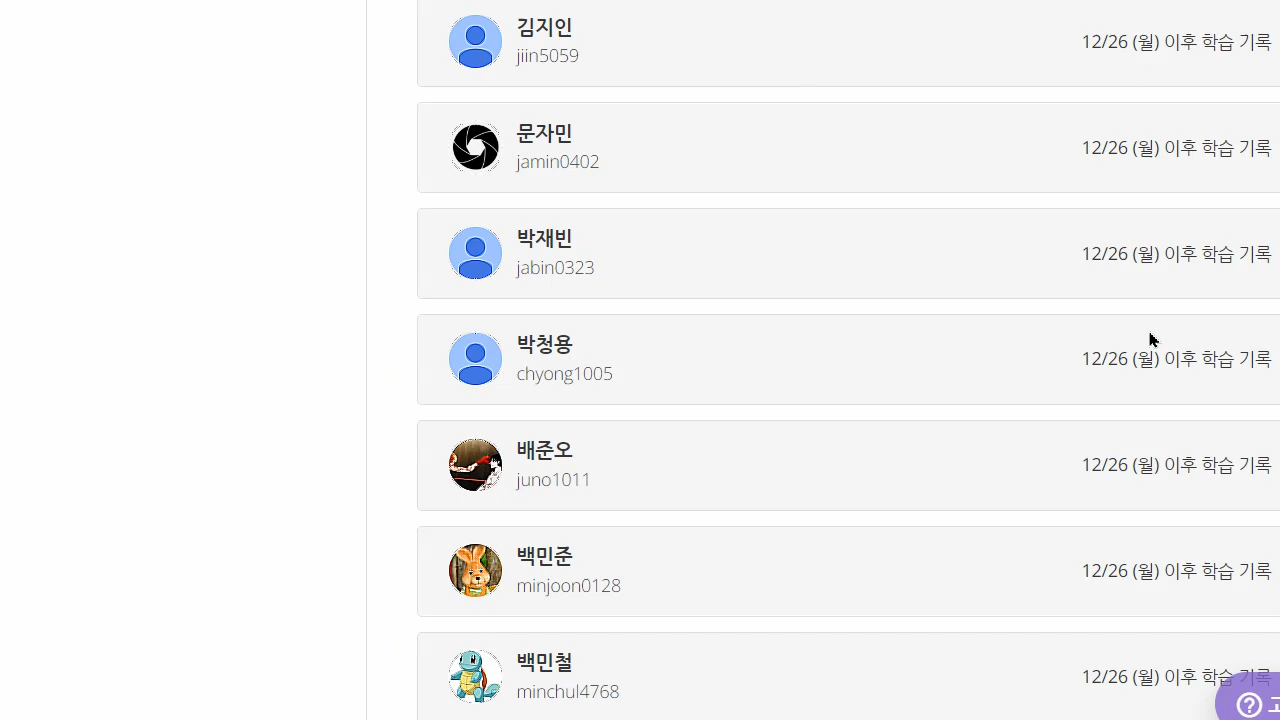 김지인
jiin5059
12/26 (월) 이후 학습 기록
문자민
jamin0402
12/26 (월) 이후 학습 기록
박재빈
jabin0323
12/26 (월) 이후 학습 기록
박청용
chyong1005
12/26 (월) 이후 학습 기록
배준오
juno1011
12/26 (월) 이후 학습 기록
백민준
minjoon0128
12/26 (월) 이후 학습 기록
백민철
minchul4768
12/26 (월) 이후 학습 기록